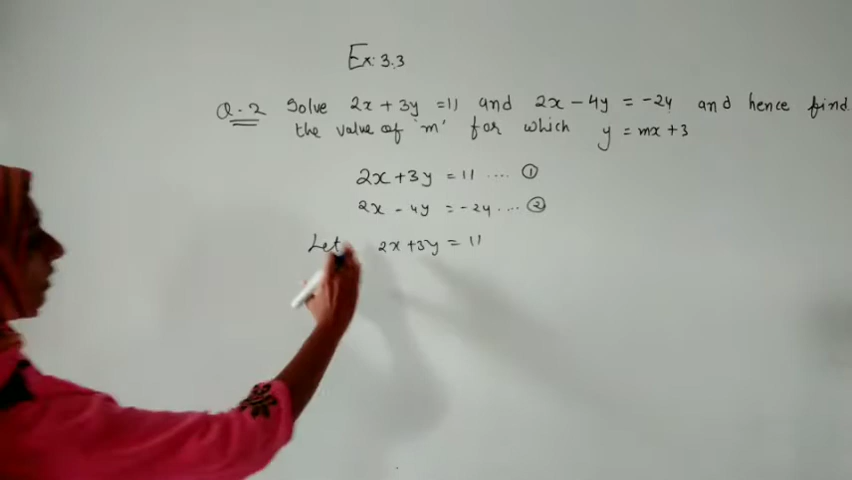 Ex: 3.3
Q.2 Solve 2x + 3y = 11 and 2x - 4y = -24 and hence find
the value of 'm' for which y = mx + 3
2x + 3y = 11 .... ①
2x - 4y = -24 .... ②
Let 2x + 3y = 11